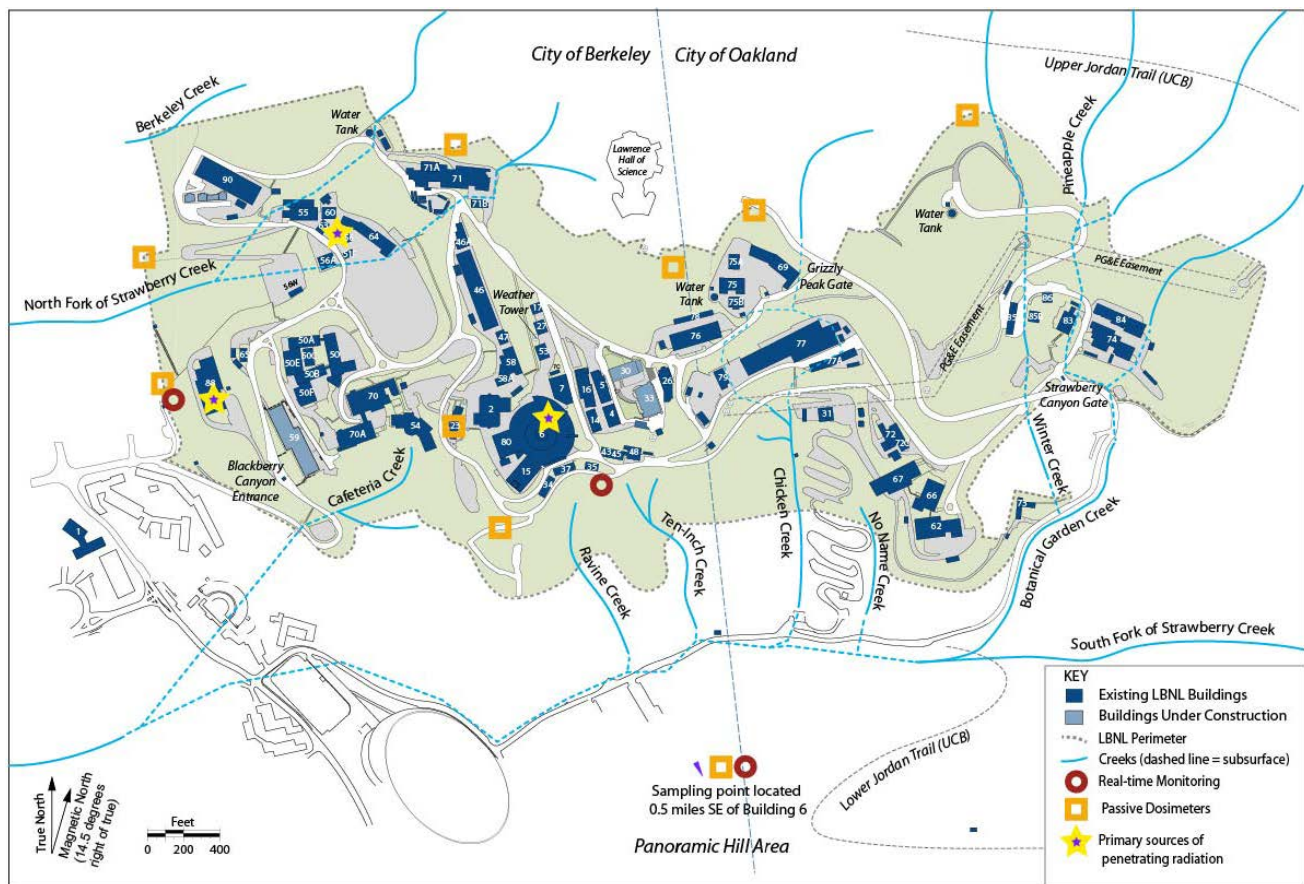 City of Berkeley
City of Oakland
Upper Jordan Trail (UCB)
Berkeley Creek
Water
Tank
Pineapple Creek
Lawrence
Hall of
Science
71A
71
71B
90
55
60
64
56A
46A
56W
Water
Tank
North Fork of Strawberry Creek
75A
69
75
75B
Grizzly
Peak Gate
PG&E Easement
Water
Tank
46
Weather
Tower
17
27
47
53
58
58A
76
77
77A
79
PG&E Easement
86
85
85B
83
84
74
65
50A
50E
50C
50
50B
50F
88
70
70A
54
2
23
7
16
5
30
26
33
14
4
80
6
15
59
31
72
72C
Strawberry
Canyon Gate
43
45
48
37
35
34
67
66
62
73
Blackberry
Canyon
Entrance
Cafeteria Creek
Winter Creek
Botanical Garden Creek
Chicken Creek
No Name Creek
Ten-Inch Creek
Ravine Creek
1
South Fork of Strawberry Creek
KEY
Existing LBNL Buildings
Buildings Under Construction
LBNL Perimeter
Creeks (dashed line = subsurface)
Real-time Monitoring
Passive Dosimeters
Primary sources of
penetrating radiation
Lower Jordan Trail (UCB)
Sampling point located
0.5 miles SE of Building 6
Panoramic Hill Area
True North
Magnetic North
(14.5 degrees
right of true)
Feet
0 200 400